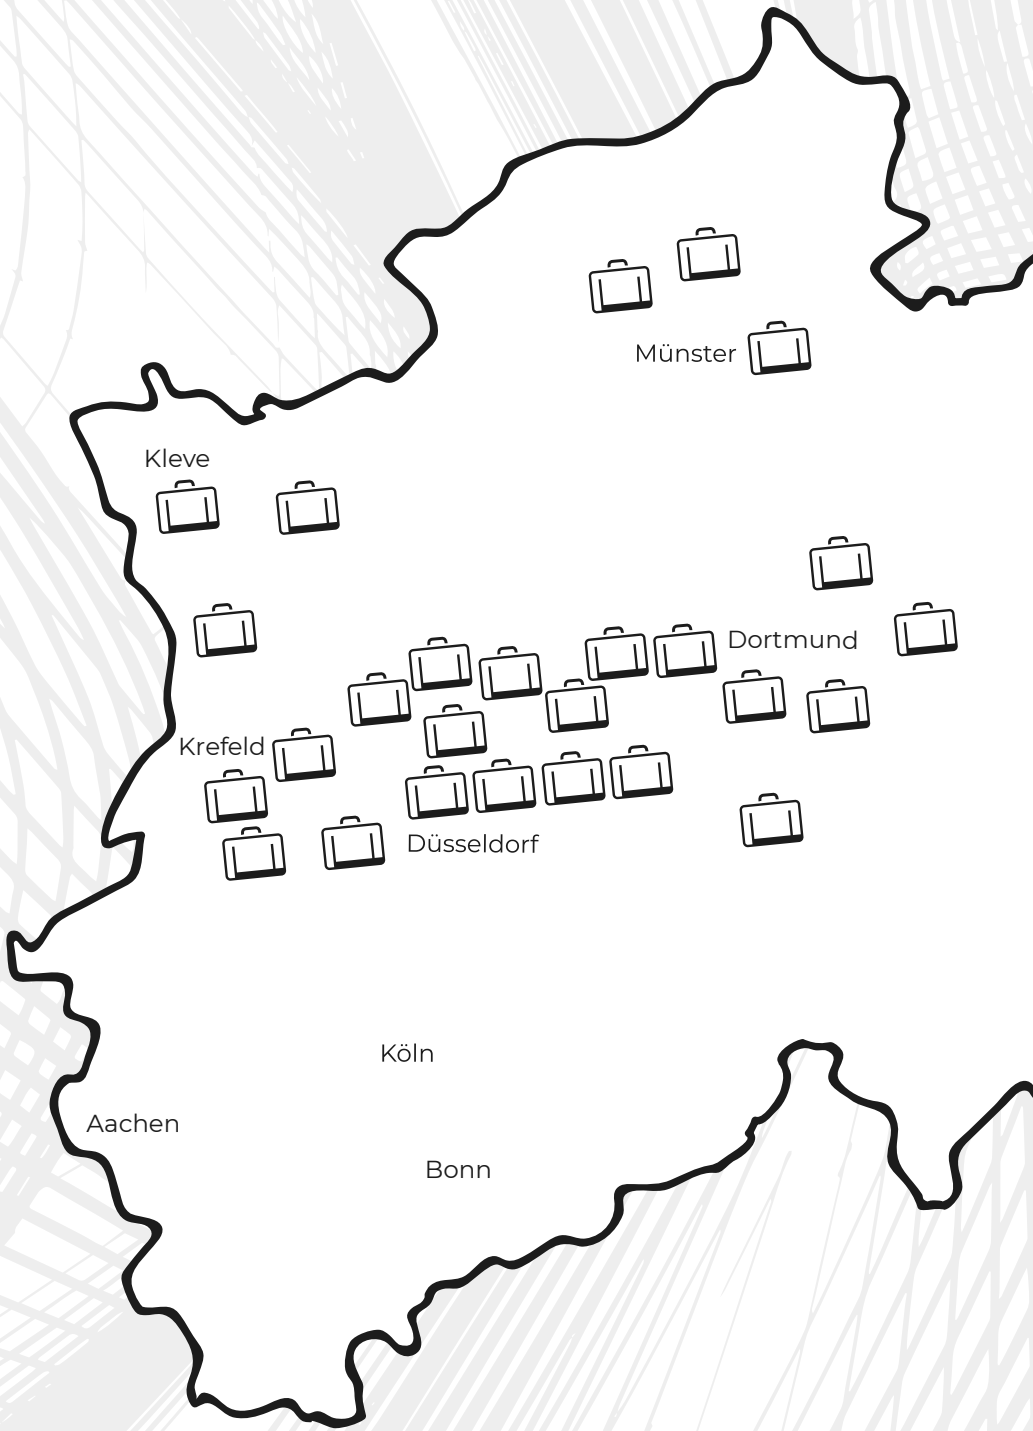 Münster
Kleve
Dortmund
Krefeld
Düsseldorf
Köln
Aachen
Bonn